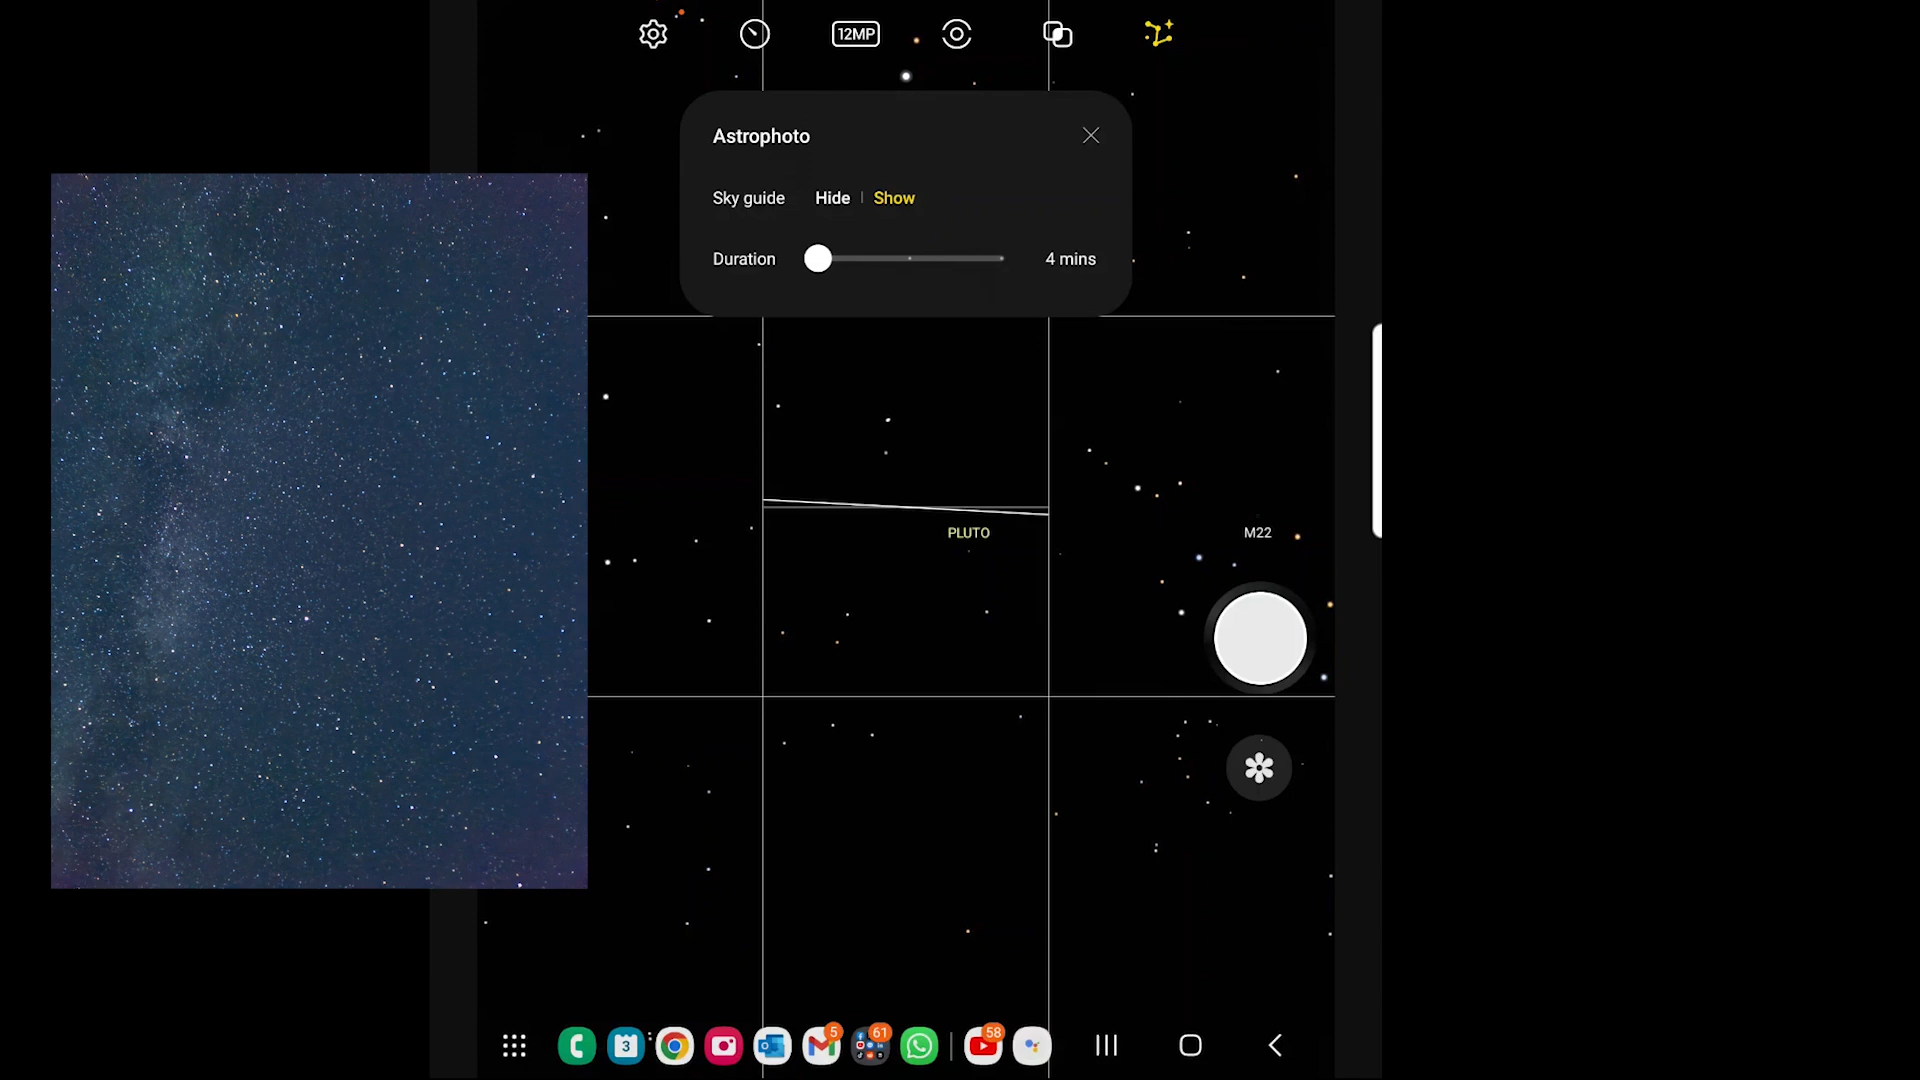 12MP
Astrophoto
Sky guide Hide | Show
Duration 4 mins
PLUTO
M22
3
5
61
58